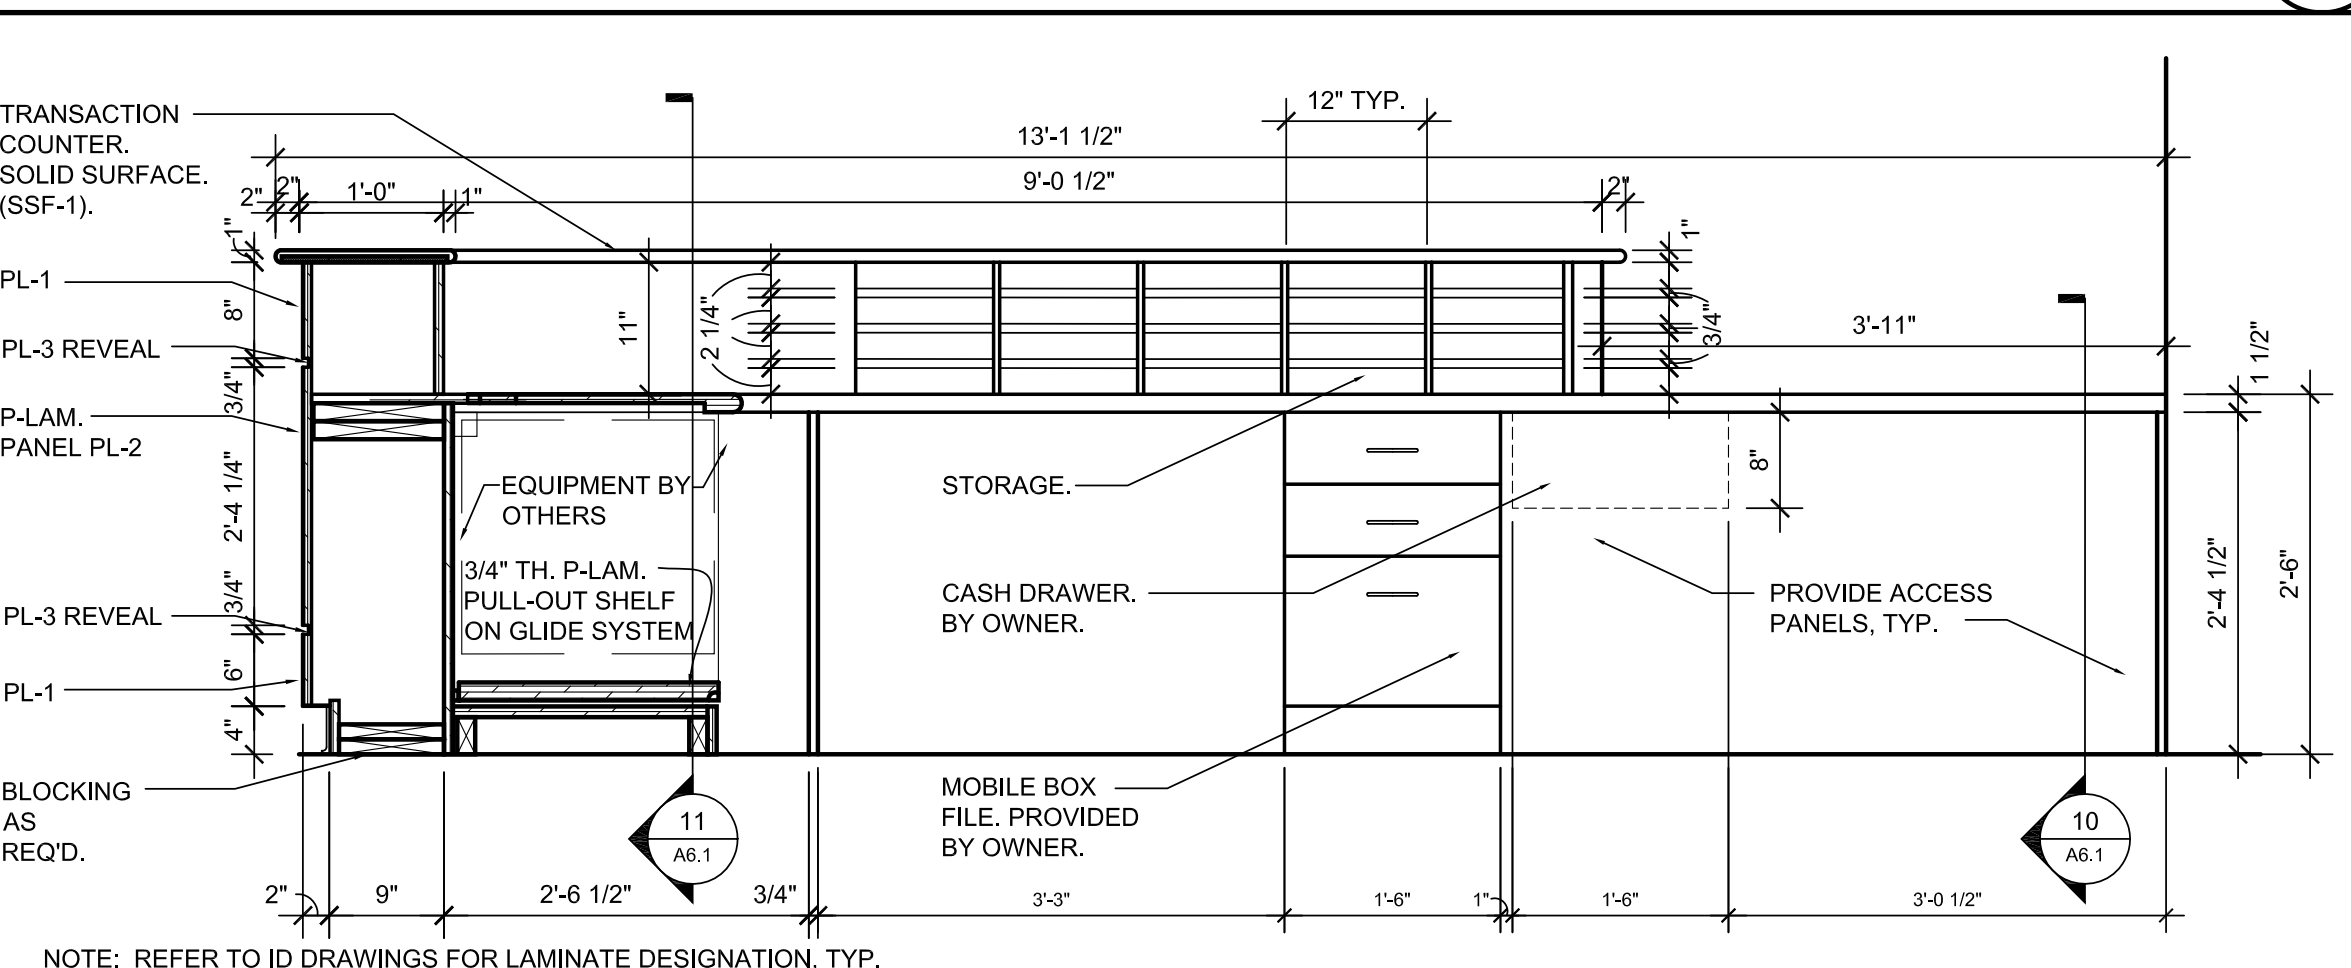 TRANSACTION
COUNTER.
SOLID SURFACE.
(SSF-1).
12" TYP.
13'-1 1/2"
9'-0 1/2"
2"
2"
1'-0"
1"
2"
1"
1"
PL-1
8"
11"
2 1/4"
3/4"
3'-11"
1 1/2"
PL-3 REVEAL
3/4"
P-LAM.
PANEL PL-2
2'-4 1/4"
EQUIPMENT BY
OTHERS
STORAGE.
8"
3/4" TH. P-LAM.
PULL-OUT SHELF
ON GLIDE SYSTEM
CASH DRAWER.
BY OWNER.
PROVIDE ACCESS
PANELS, TYP.
2'-4 1/2"
2'-6"
3/4"
PL-3 REVEAL
6"
PL-1
4"
BLOCKING
AS
REQ'D.
MOBILE BOX
FILE. PROVIDED
BY OWNER.
11
A6.1
10
A6.1
2"
9"
2'-6 1/2"
3/4"
3'-3"
1'-6"
1"
1'-6"
3'-0 1/2"
NOTE: REFER TO ID DRAWINGS FOR LAMINATE DESIGNATION, TYP.